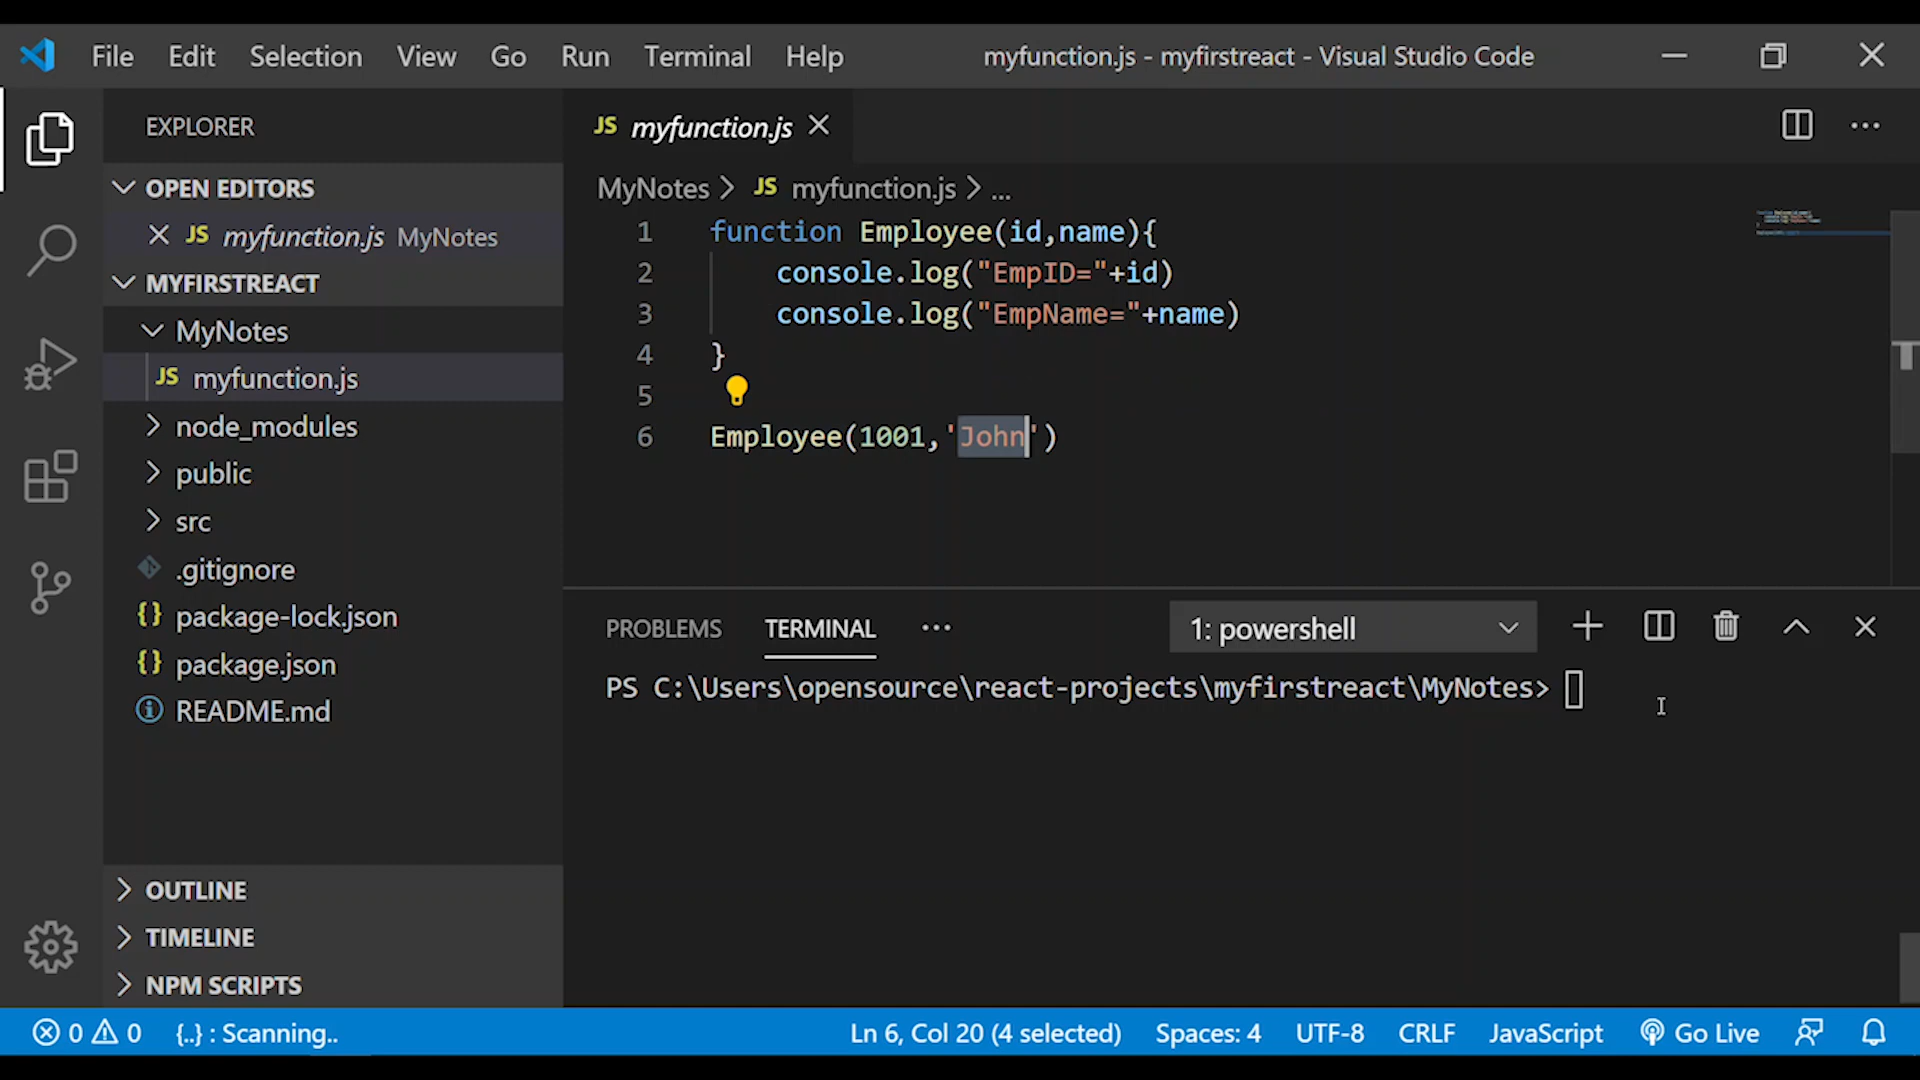 File Edit Selection View Go Run Terminal Help myfunction.js - myfirstreact - Visual Studio Code
EXPLORER
OPEN EDITORS
JS myfunction.js MyNotes
MYFIRSTREACT
MyNotes
JS myfunction.js
node_modules
public
src
.gitignore
{} package-lock.json
{} package.json
README.md
OUTLINE
TIMELINE
NPM SCRIPTS
JS myfunction.js
MyNotes > JS myfunction.js > ...
1 function Employee(id,name){
2 console.log("EmpID="+id)
3 console.log("EmpName="+name)
4 }
5
6 Employee(1001,'John')
PROBLEMS TERMINAL ... 1: powershell
PS C:\Users\opensource\react-projects\myfirstreact\MyNotes>
0 0 {..} : Scanning.. Ln 6, Col 20 (4 selected) Spaces: 4 UTF-8 CRLF JavaScript Go Live